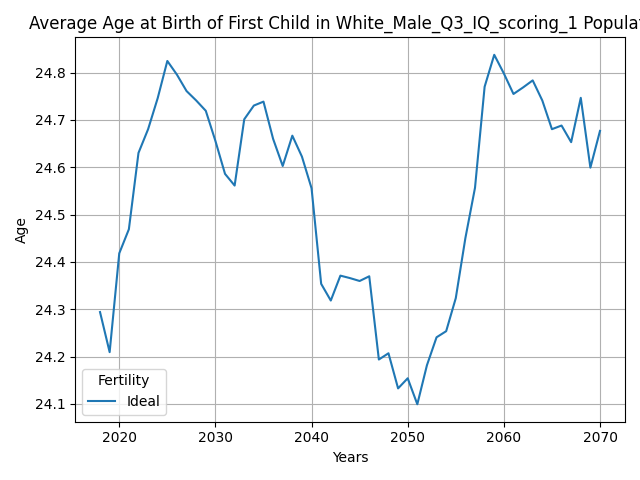 Average Age at Birth of First Child in White_Male_Q3_IQ_scoring_1
Age
24.8
24.7
24.6
24.5
24.4
24.3
24.2
24.1
Fertility
Ideal
2020 2030 2040 2050 2060 2070
Years